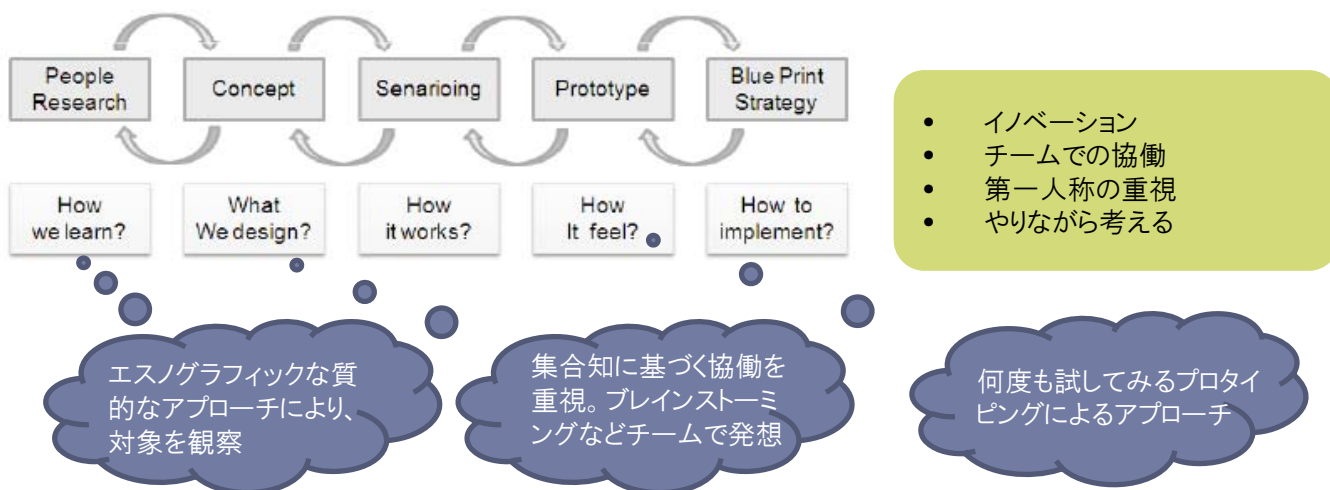 People
Research
Concept
Senarioing
Prototype
Blue Print
Strategy
How
we learn?
What
We design?
How
it works?
How
It feel?
How to
implement?
• イノベーション
• チームでの協働
• 第一人称の重視
• やりながら考える
エスノグラフィックな質
的なアプローチにより、
対象を観察
集合知に基づく協働を
重視。ブレインストーミ
ングなどチームで発想
何度も試してみるプロタイ
ピングによるアプローチ